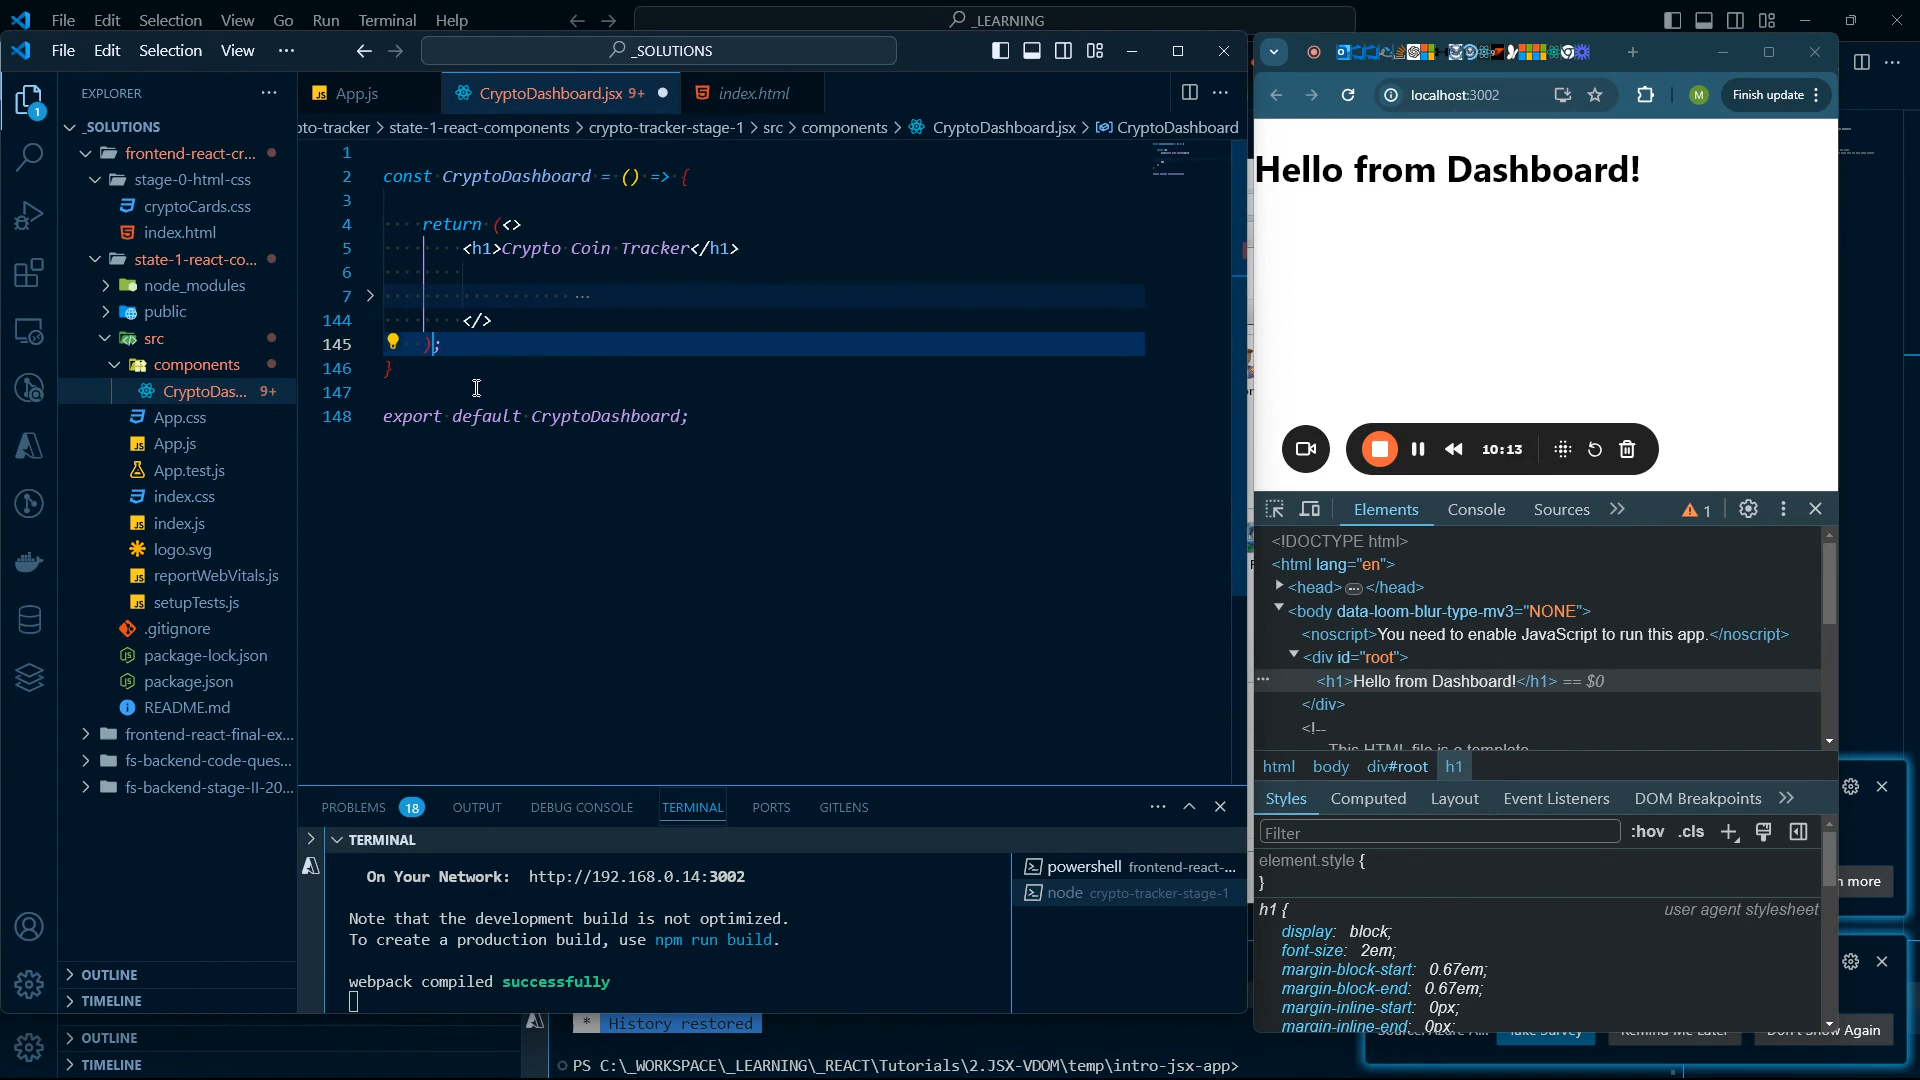 File Edit Selection View Go Run Terminal Help
_LEARNING
File Edit Selection View ···
_SOLUTIONS
EXPLORER
_SOLUTIONS
frontend-react-cr...
stage-0-html-css
cryptoCards.css
index.html
state-1-react-co...
node_modules
public
src
components
CryptoDas... 9+
App.css
App.js
App.test.js
index.css
index.js
logo.svg
reportWebVitals.js
setupTests.js
.gitignore
package-lock.json
package.json
README.md
frontend-react-final-ex...
fs-backend-code-ques...
fs-backend-stage-II-20...
OUTLINE
TIMELINE
OUTLINE
TIMELINE
App.js
CryptoDashboard.jsx 9+
index.html
pto-tracker > state-1-react-components > crypto-tracker-stage-1 > src > components > CryptoDashboard.jsx > CryptoDashboard
1
2 const CryptoDashboard = () => {
3
4 return (<>
5 <h1>Crypto Coin Tracker</h1>
6
7 ...
144 </>
145 );
146 }
147
148 export default CryptoDashboard;
PROBLEMS 18 OUTPUT DEBUG CONSOLE TERMINAL PORTS GITLENS
TERMINAL
On Your Network: http://192.168.0.14:3002
Note that the development build is not optimized.
To create a production build, use npm run build.
webpack compiled successfully
powershell frontend-react-...
node crypto-tracker-stage-1
* History restored
PS C:\_WORKSPACE\_LEARNING\_REACT\Tutorials\2.JSX-VDOM\temp\intro-jsx-app>
localhost:3002
M
Finish update
Hello from Dashboard!
10:13
Elements Console Sources
1
<!DOCTYPE html>
<html lang="en">
<head> </head>
<body data-loom-blur-type-mv3="NONE">
<noscript>You need to enable JavaScript to run this app.</noscript>
<div id="root">
<h1>Hello from Dashboard!</h1> == $0
</div>
<!--
This HTML file is a template
html body div#root h1
Styles Computed Layout Event Listeners DOM Breakpoints
Filter
:hov .cls
element.style {
}
h1 {
user agent stylesheet
display: block;
font-size: 2em;
margin-block-start: 0.67em;
margin-block-end: 0.67em;
margin-inline-start: 0px;
margin-inline-end: 0px;
more
Take Survey
Remind Me Later
Don't Show Again